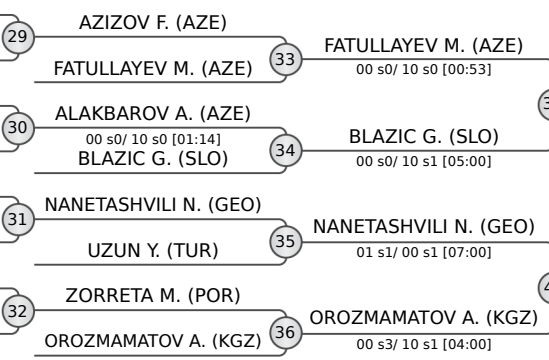 29
AZIZOV F. (AZE)
FATULLAYEV M. (AZE)
33
FATULLAYEV M. (AZE)
00 s0/ 10 s0 [00:53]
30
ALAKBAROV A. (AZE)
00 s0/ 10 s0 [01:14]
BLAZIC G. (SLO)
34
BLAZIC G. (SLO)
00 s0/ 10 s1 [05:00]
31
NANETASHVILI N. (GEO)
UZUN Y. (TUR)
35
NANETASHVILI N. (GEO)
01 s1/ 00 s1 [07:00]
32
ZORRETA M. (POR)
OROZMAMATOV A. (KGZ)
36
OROZMAMATOV A. (KGZ)
00 s3/ 10 s1 [04:00]